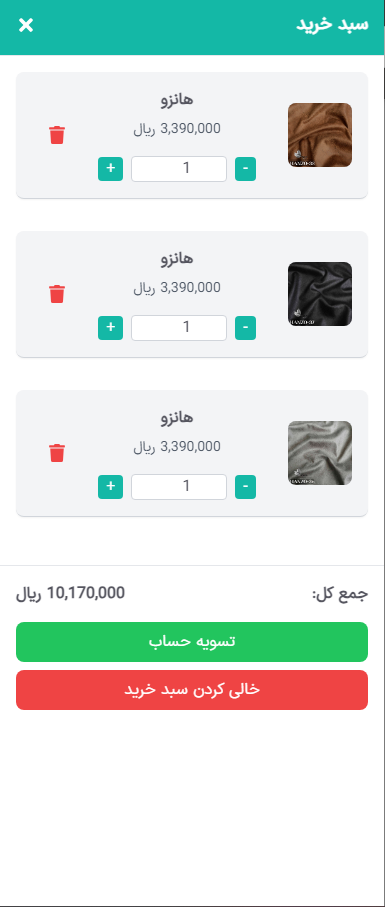 سبد خرید ×
هانزو
3,390,000 ریال
- 1 +
هانزو
3,390,000 ریال
- 1 +
هانزو
3,390,000 ریال
- 1 +
جمع کل: 10,170,000 ریال
تسویه حساب
خالی کردن سبد خرید